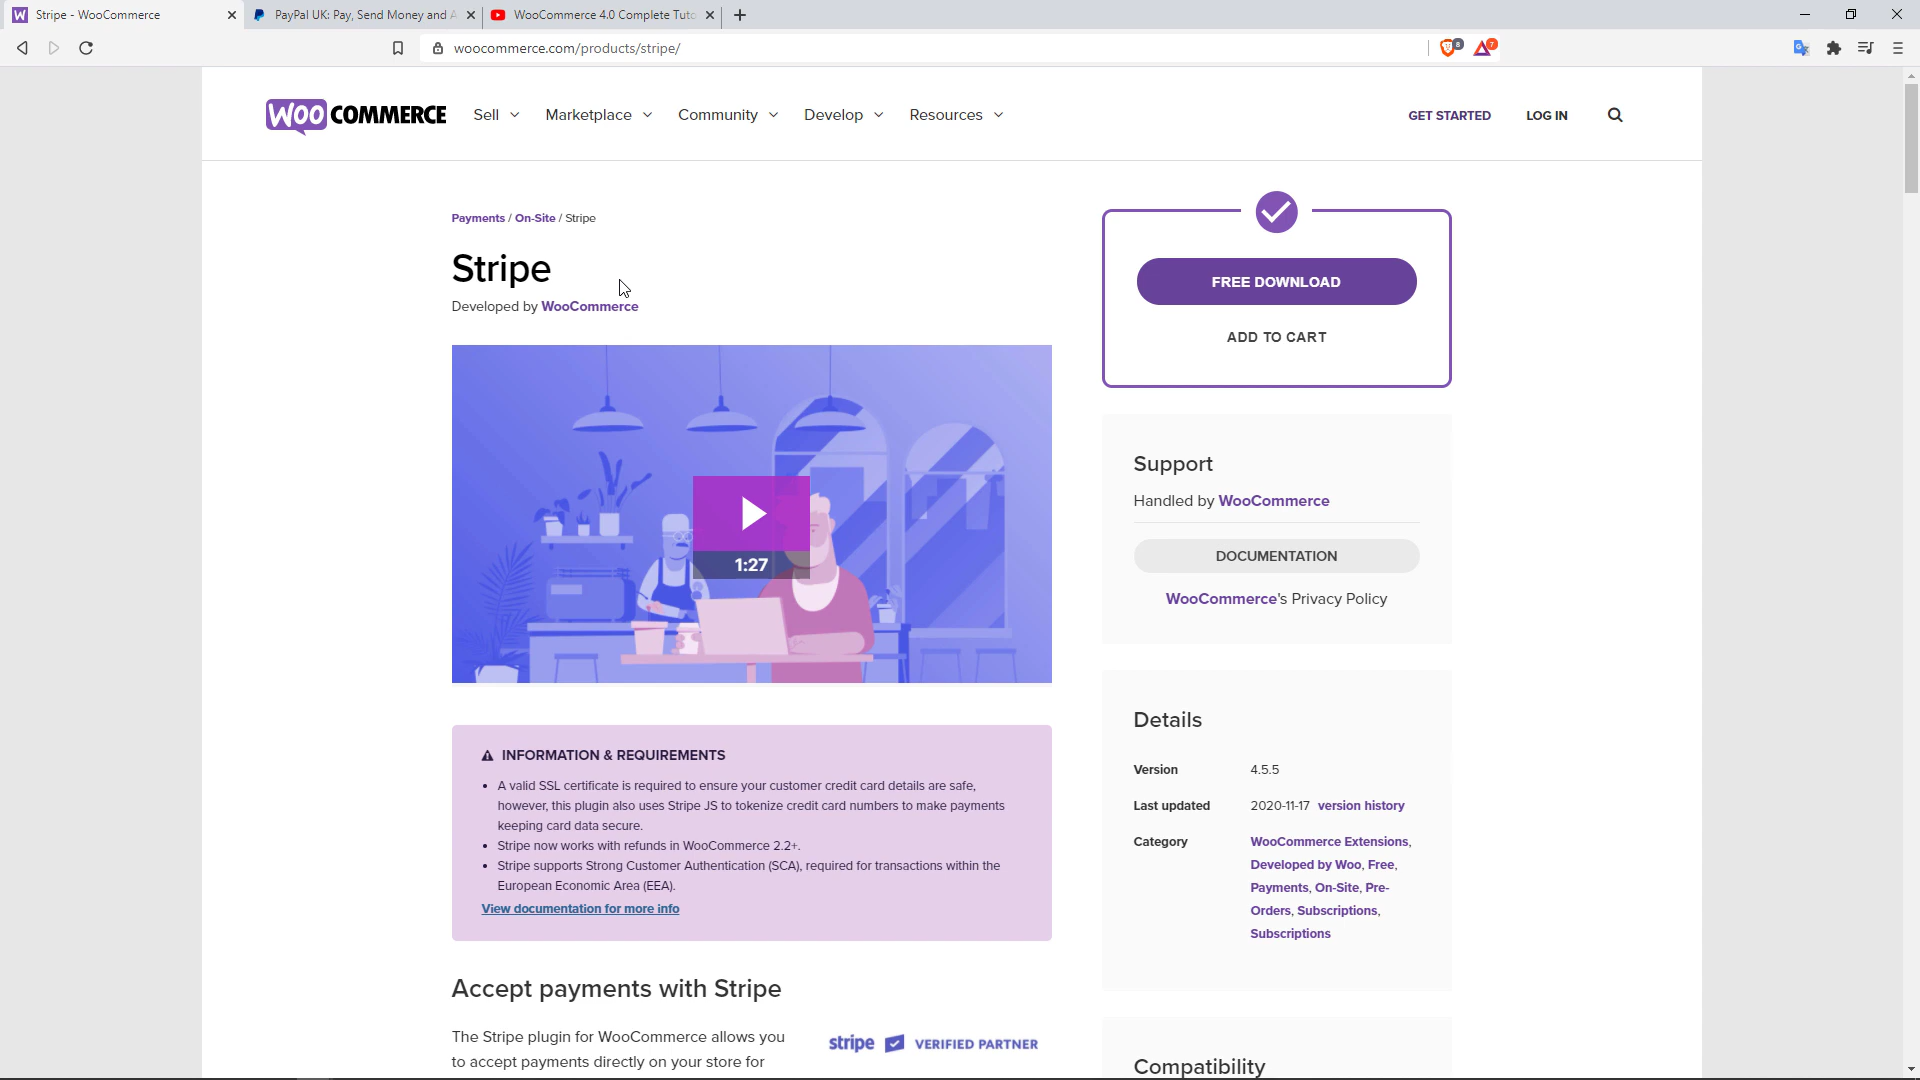 Stripe - WooCommerce
PayPal UK: Pay, Send Money and A
WooCommerce 4.0 Complete Tuto
woocommerce.com/products/stripe/
8
7
WOO COMMERCE
Sell
Marketplace
Community
Develop
Resources
GET STARTED
LOG IN
Payments / On-Site / Stripe
Stripe
Developed by WooCommerce
FREE DOWNLOAD
ADD TO CART
1:27
Support
Handled by WooCommerce
DOCUMENTATION
WooCommerce's Privacy Policy
INFORMATION & REQUIREMENTS
• A valid SSL certificate is required to ensure your customer credit card details are safe,
however, this plugin also uses Stripe JS to tokenize credit card numbers to make payments
keeping card data secure.
• Stripe now works with refunds in WooCommerce 2.2+.
• Stripe supports Strong Customer Authentication (SCA), required for transactions within the
European Economic Area (EEA).
View documentation for more info
Details
Version 4.5.5
Last updated 2020-11-17 version history
Category WooCommerce Extensions,
Developed by Woo, Free,
Payments, On-Site, Pre-
Orders, Subscriptions,
Subscriptions
Accept payments with Stripe
The Stripe plugin for WooCommerce allows you
to accept payments directly on your store for
stripe VERIFIED PARTNER
Compatibility